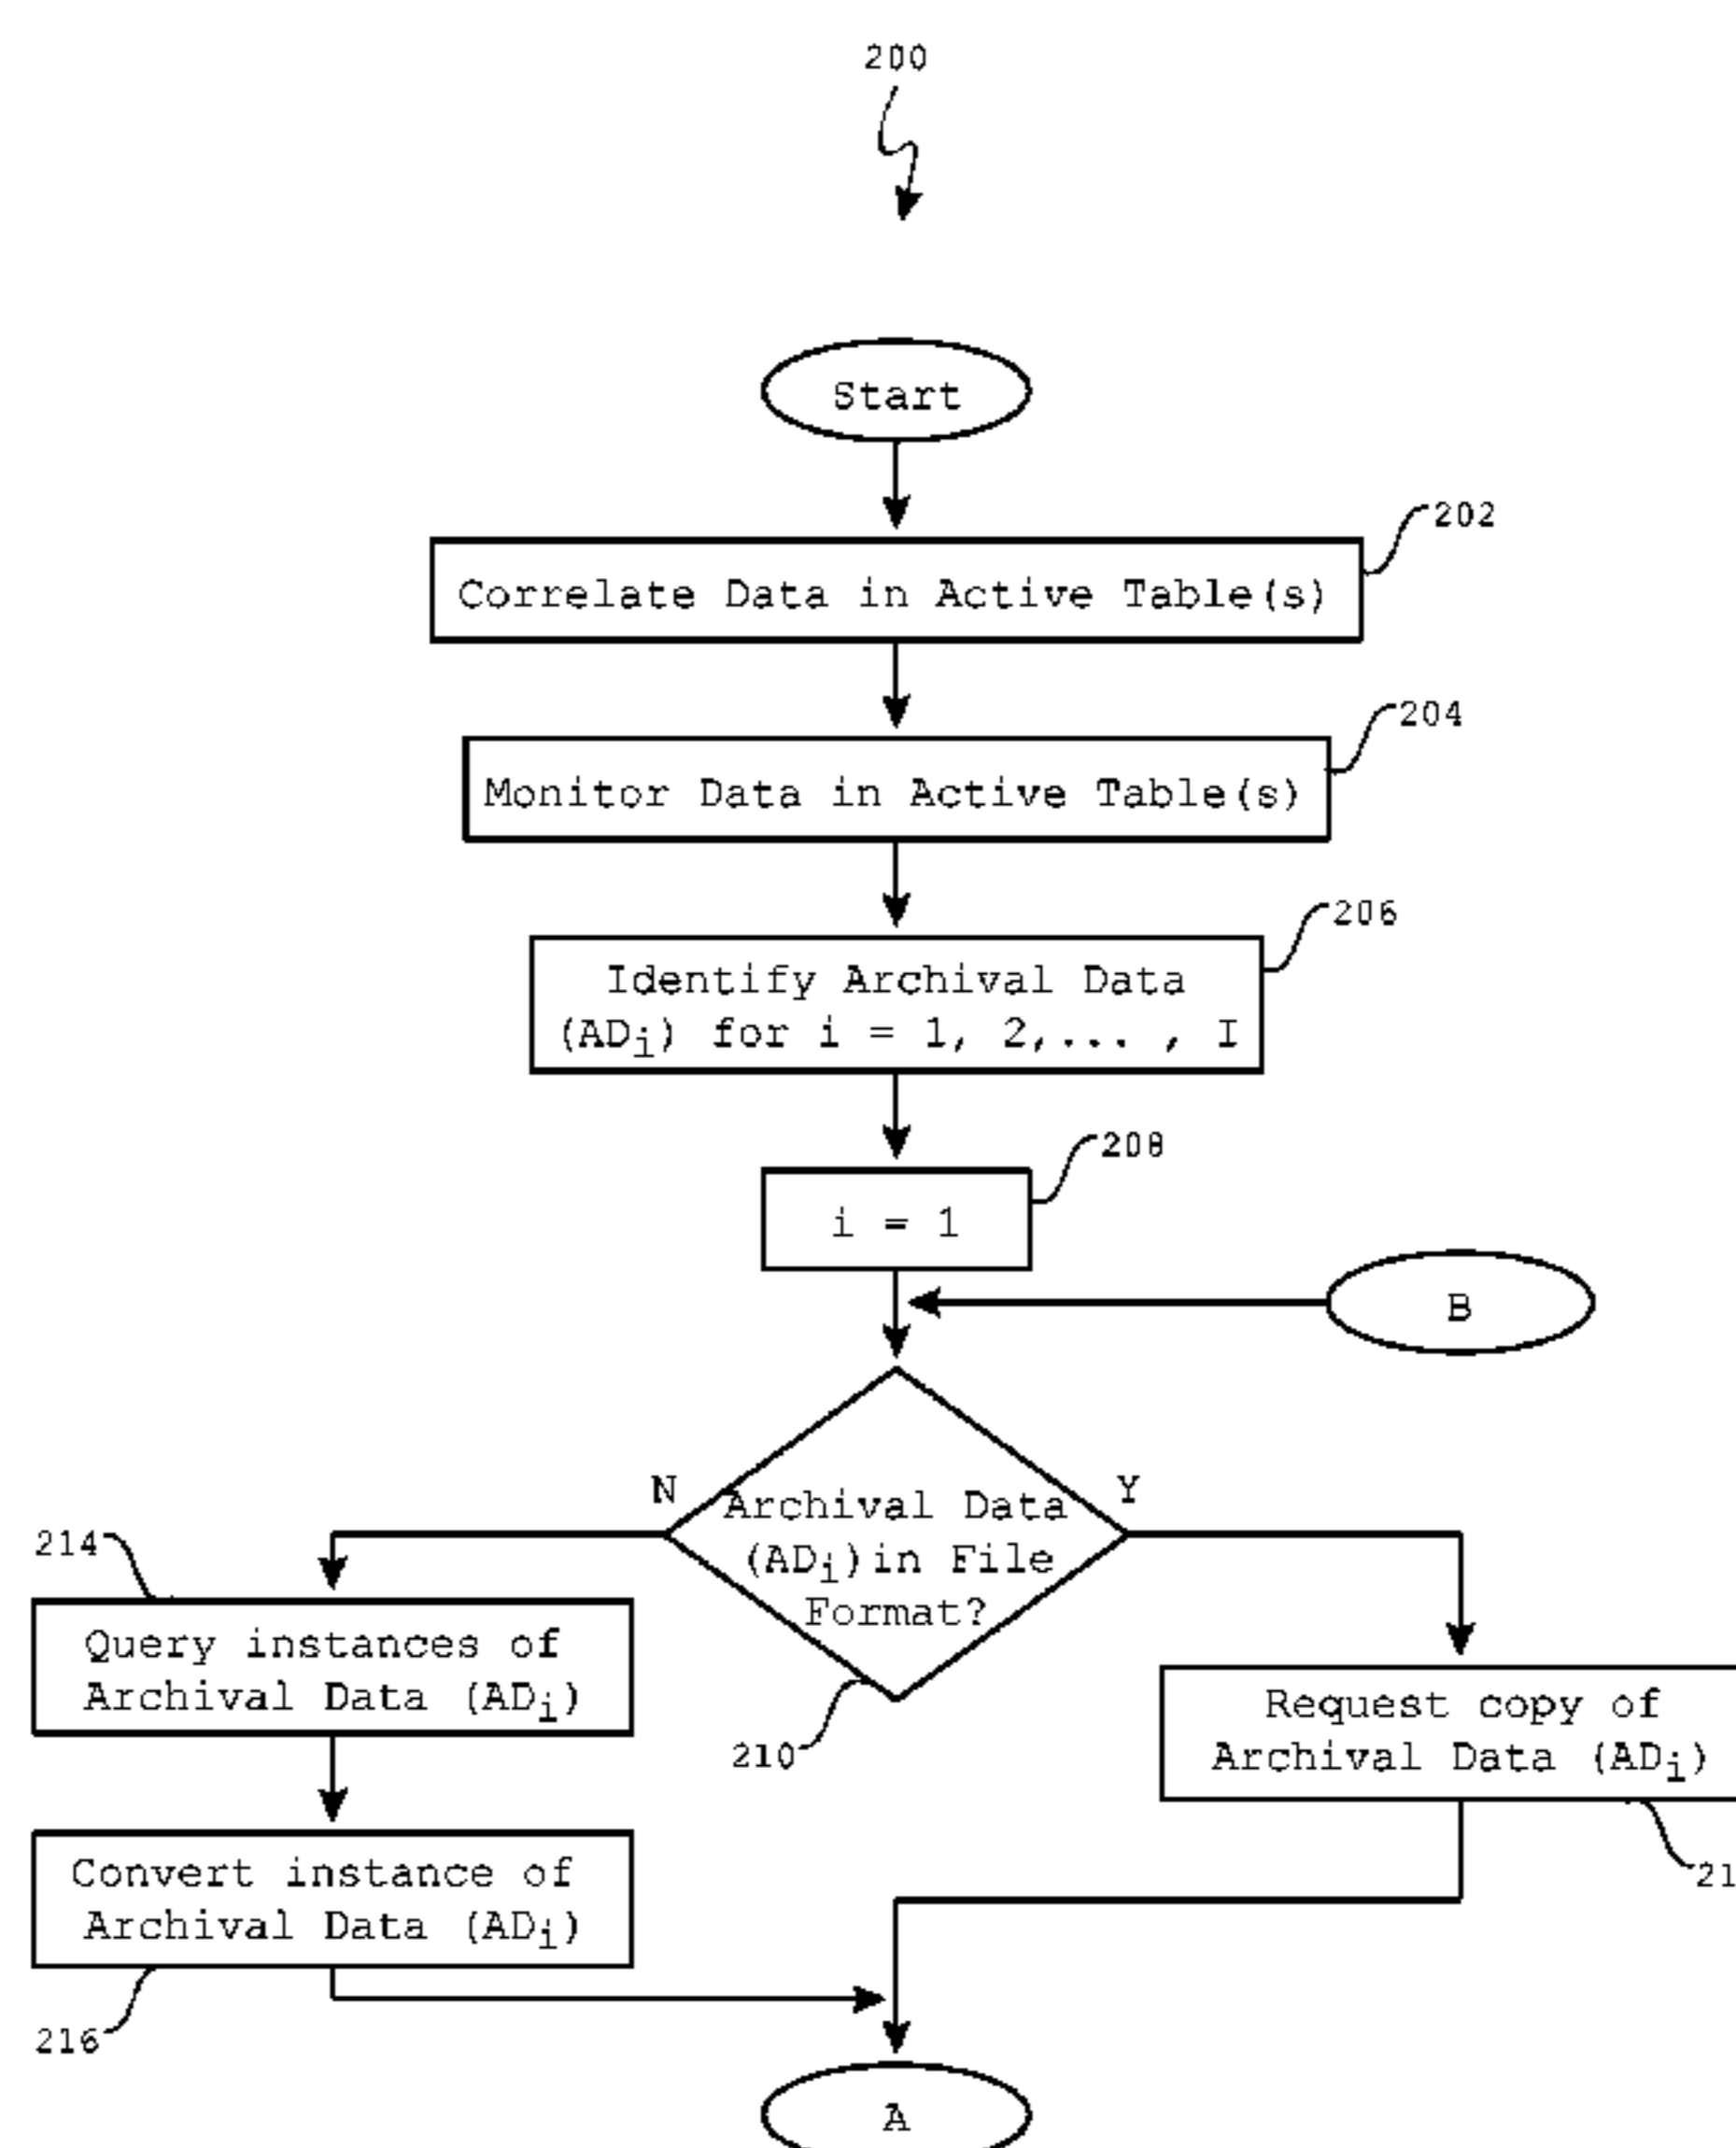 200
Start
202
Correlate Data in Active Table(s)
204
Monitor Data in Active Table(s)
206
Identify Archival Data
(ADi) for i = 1, 2,... , I
208
i = 1
B
N
Y
Archival Data
(ADi)in File
Format?
210
214
Query instances of
Archival Data (ADi)
Request copy of
Archival Data (ADi)
21
Convert instance of
Archival Data (ADi)
216
A